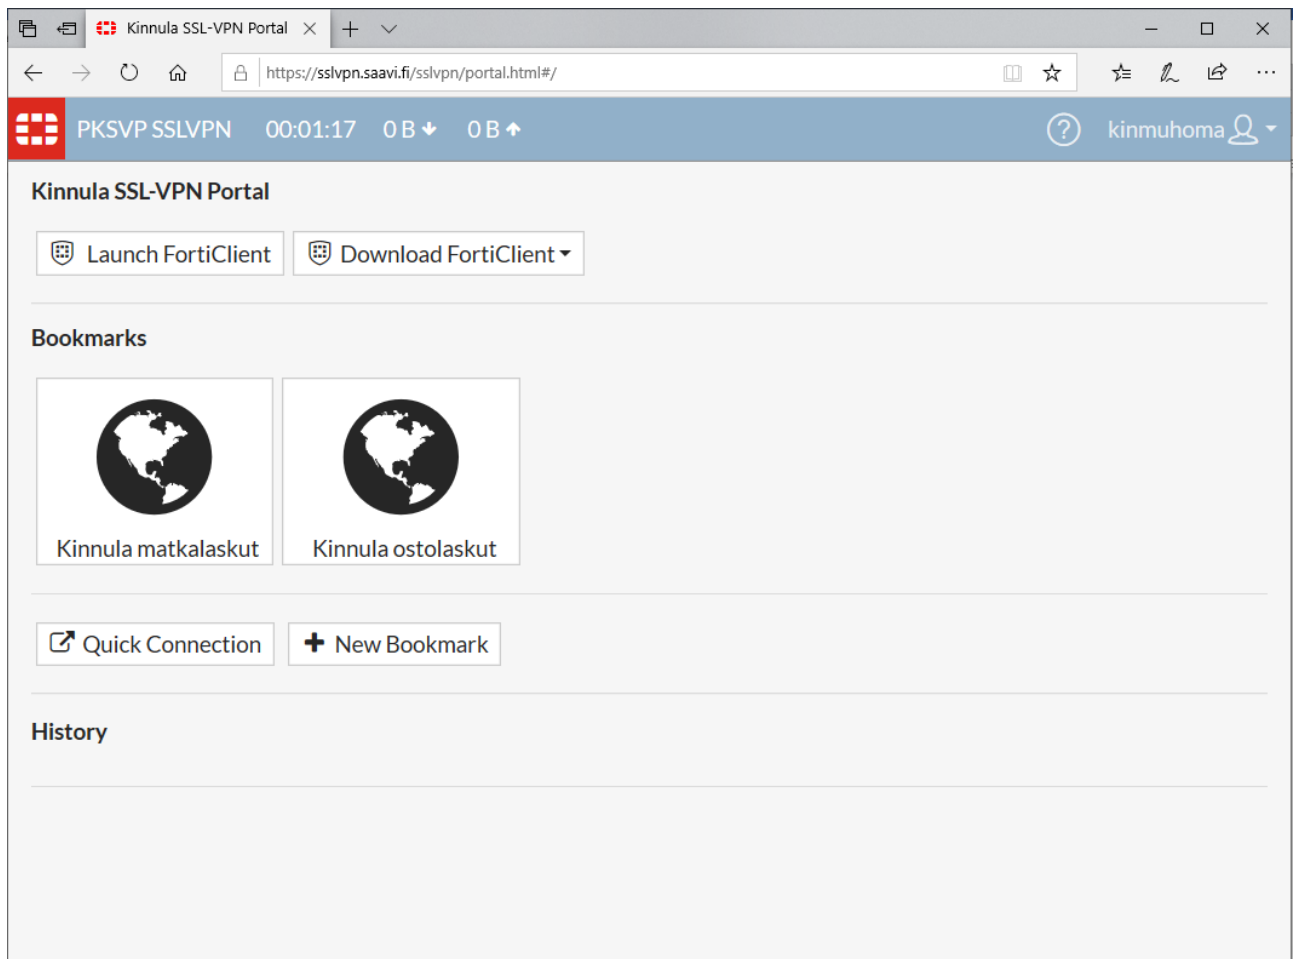 Kinnula SSL-VPN Portal
https://sslvpn.saavi.fi/sslvpn/portal.html#/
PKSVP SSLVPN 00:01:17 0 B 0 B ? kinmuhoma
Kinnula SSL-VPN Portal
Launch FortiClient Download FortiClient
Bookmarks
Kinnula matkalaskut Kinnula ostolaskut
Quick Connection New Bookmark
History